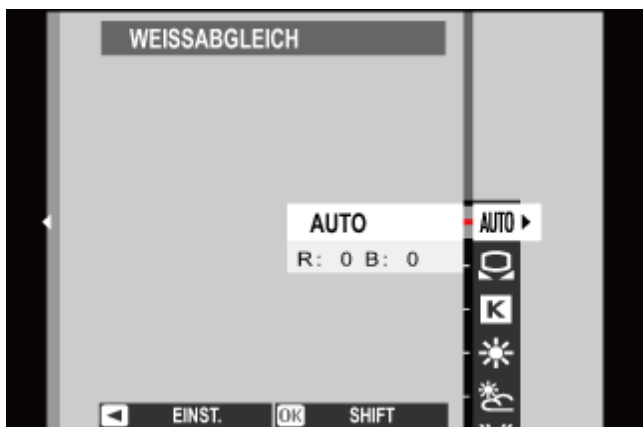 WEISSABGLEICH
AUTO AUTO
R: 0 B: 0
K
EINST. OK SHIFT